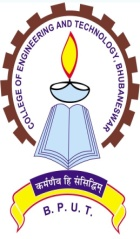 COLLEGE OF ENGINEERING AND TECHNOLOGY, BHUBANESWAR
कर्मणैव हि संसिद्धिम्
B. P. U. T.